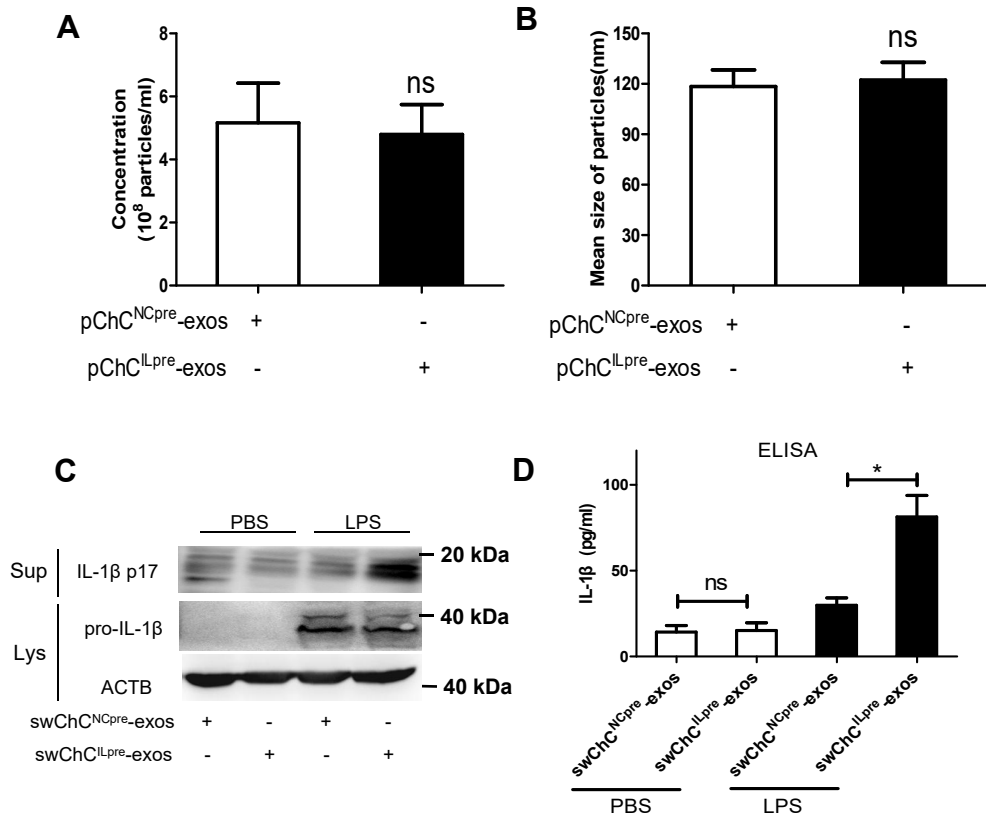 A
Concentration
(10⁸ particles/ml)
8
6
4
2
0
ns
pChC^NCpre-exos + -
pChC^ILpre-exos - +
B
Mean size of particles(nm)
150
120
90
60
30
0
ns
pChC^NCpre-exos + -
pChC^ILpre-exos - +
C
PBS LPS
Sup IL-1β p17 20 kDa
Lys pro-IL-1β 40 kDa
ACTB 40 kDa
swChC^NCpre-exos + - + -
swChC^ILpre-exos - + - +
D
ELISA
IL-1β (pg/ml)
100
50
0
ns
*
swChC^NCpre-exos
swChC^ILpre-exos
swChC^NCpre-exos
swChC^ILpre-exos
PBS LPS